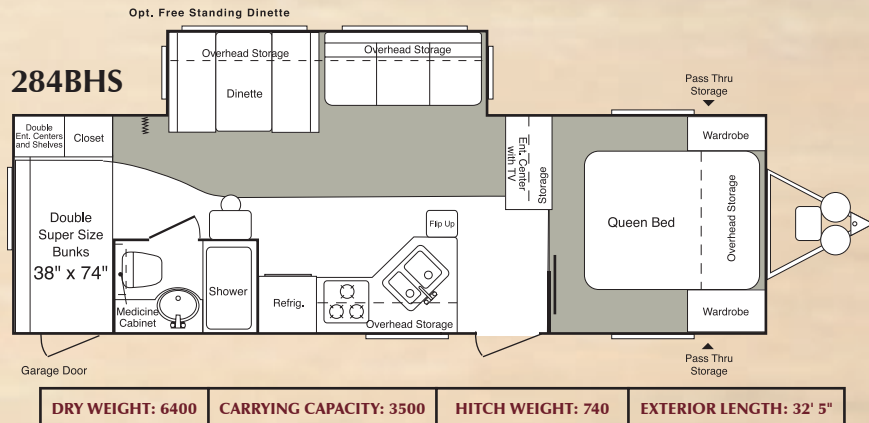 Opt. Free Standing Dinette
284BHS
Overhead Storage
Overhead Storage
Dinette
Pass Thru
Storage
Double
Ent. Centers
and Shelves
Closet
Wardrobe
Ent. Center
with TV
Storage
Double
Super Size
Bunks
38" x 74"
Flip Up
Queen Bed
Overhead Storage
Shower
Refrig.
Medicine
Cabinet
Overhead Storage
Wardrobe
Garage Door
Pass Thru
Storage
DRY WEIGHT: 6400
CARRYING CAPACITY: 3500
HITCH WEIGHT: 740
EXTERIOR LENGTH: 32' 5"